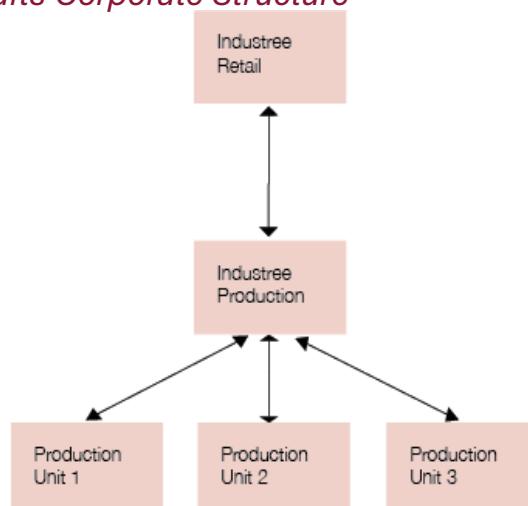 Corporate Structure
Industree
Retail
Industree
Production
Production
Unit 1
Production
Unit 2
Production
Unit 3